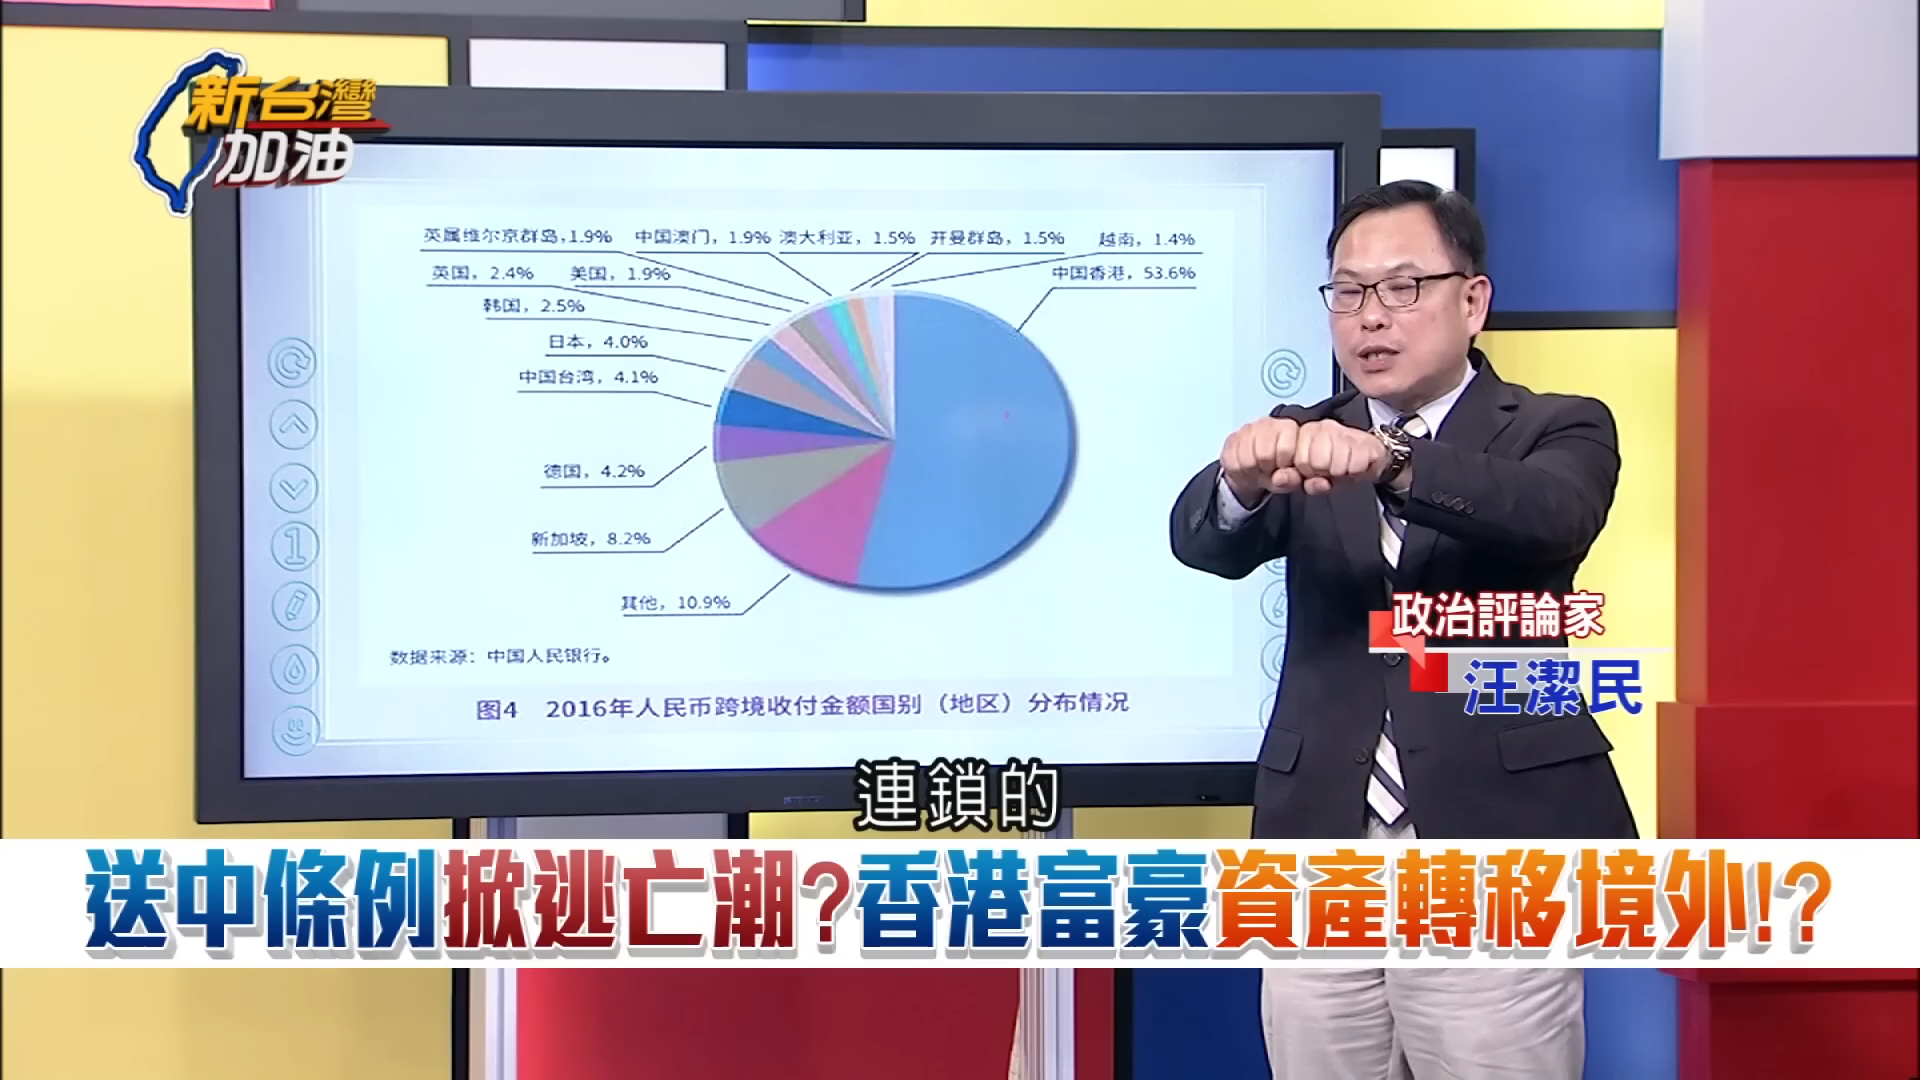 新台灣
加油
英属维尔京群岛,1.9%
中国澳门，1.9%
澳大利亚，1.5%
开曼群岛，1.5%
越南，1.4%
英国，2.4%
美国，1.9%
中国香港，53.6%
韩国，2.5%
日本，4.0%
中国台湾，4.1%
德国，4.2%
新加坡，8.2%
其他，10.9%
数据来源：中国人民银行。
图4 2016年人民币跨境收付金额国别（地区）分布情况
1
政治評論家
汪潔民
連鎖的
送中條例掀逃亡潮?香港富豪資產轉移境外!?